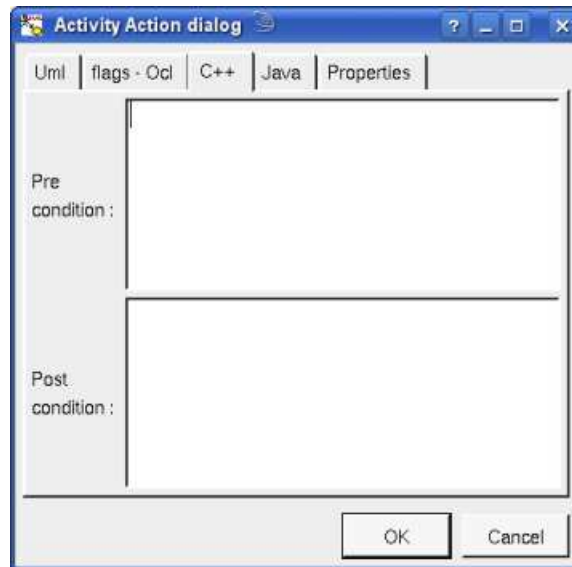 Activity Action dialog
Uml flags - Ocl C++ Java Properties
Pre
condition :
Post
condition :
OK Cancel